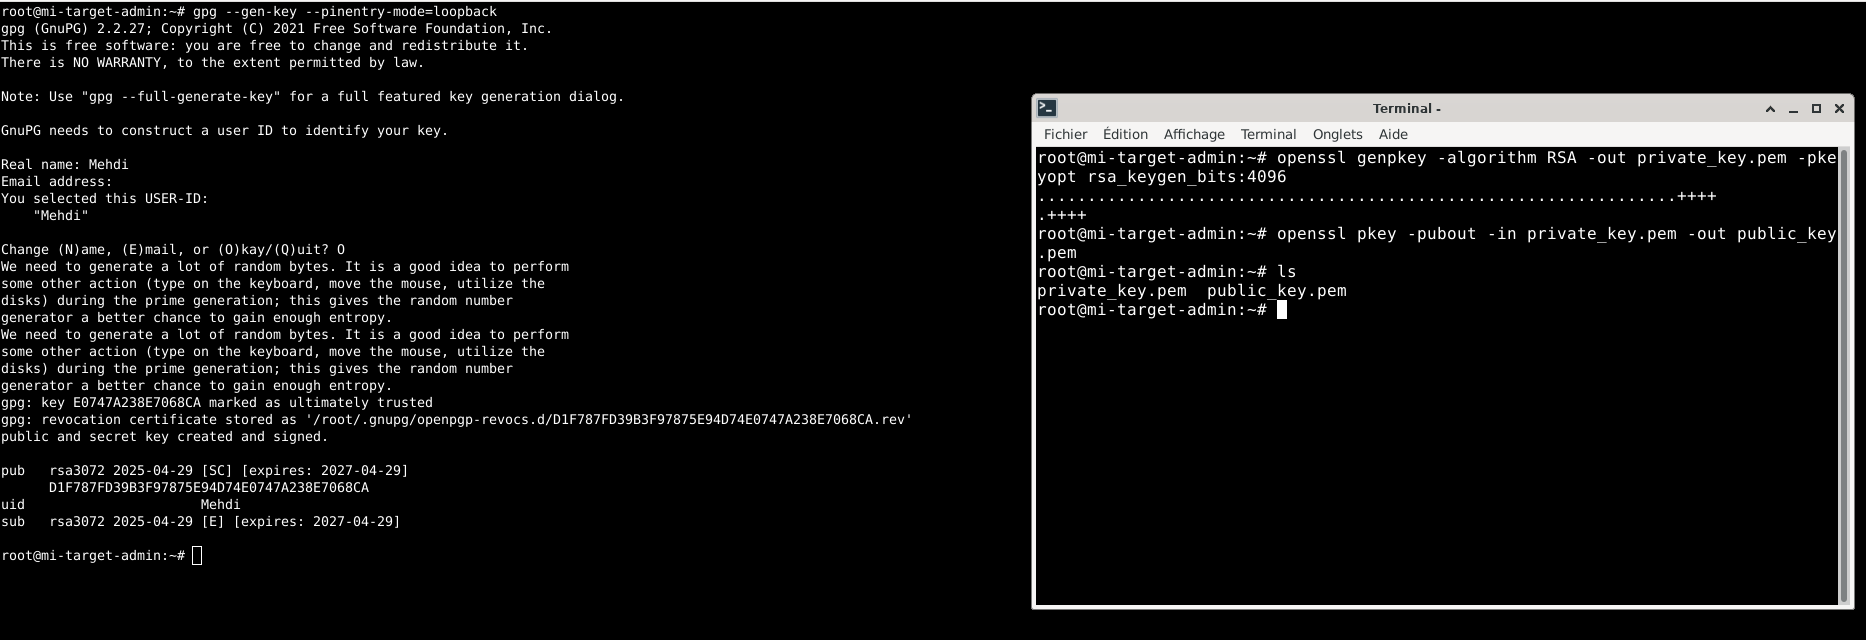 root@mi-target-admin:~# gpg --gen-key --pinentry-mode=loopback
gpg (GnuPG) 2.2.27; Copyright (C) 2021 Free Software Foundation, Inc.
This is free software: you are free to change and redistribute it.
There is NO WARRANTY, to the extent permitted by law.

Note: Use "gpg --full-generate-key" for a full featured key generation dialog.

GnuPG needs to construct a user ID to identify your key.

Real name: Mehdi
Email address:
You selected this USER-ID:
    "Mehdi"

Change (N)ame, (E)mail, or (O)kay/(Q)uit? O
We need to generate a lot of random bytes. It is a good idea to perform
some other action (type on the keyboard, move the mouse, utilize the
disks) during the prime generation; this gives the random number
generator a better chance to gain enough entropy.
We need to generate a lot of random bytes. It is a good idea to perform
some other action (type on the keyboard, move the mouse, utilize the
disks) during the prime generation; this gives the random number
generator a better chance to gain enough entropy.
gpg: key E0747A238E7068CA marked as ultimately trusted
gpg: revocation certificate stored as '/root/.gnupg/openpgp-revocs.d/D1F787FD39B3F97875E94D74E0747A238E7068CA.rev'
public and secret key created and signed.

pub   rsa3072 2025-04-29 [SC] [expires: 2027-04-29]
      D1F787FD39B3F97875E94D74E0747A238E7068CA
uid                      Mehdi
sub   rsa3072 2025-04-29 [E] [expires: 2027-04-29]

root@mi-target-admin:~#
Terminal -
Fichier Édition Affichage Terminal Onglets Aide
root@mi-target-admin:~# openssl genpkey -algorithm RSA -out private_key.pem -pke
yopt rsa_keygen_bits:4096
................................................................++++
.++++
root@mi-target-admin:~# openssl pkey -pubout -in private_key.pem -out public_key
.pem
root@mi-target-admin:~# ls
private_key.pem  public_key.pem
root@mi-target-admin:~#